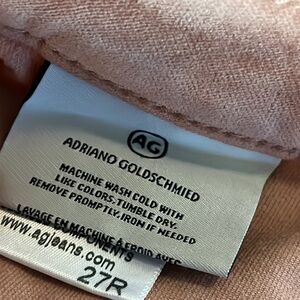 AG
ADRIANO GOLDSCHMIED
MACHINE WASH COLD WITH
LIKE COLORS. TUMBLE DRY.
REMOVE PROMPTLY. IRON IF NEEDED
LAVAGE EN MACHINE A FROID AVEC
www.agjeans.com
27R